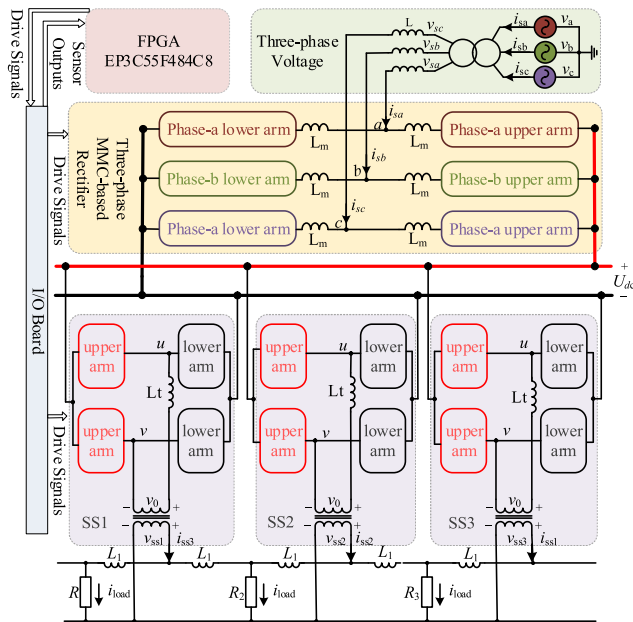 Drive Signals
Outputs
Sensor
FPGA
EP3C55F484C8
Three-phase
Voltage
L
v_sc
v_sb
v_sa
i_sa
i_sb
i_sc
v_a
v_b
v_c
I/O Board
Drive Signals
Three-phase
MMC-based
Rectifier
Phase-a lower arm
L_m
a
i_sa
L_m
Phase-a upper arm
Phase-b lower arm
L_m
b
i_sb
L_m
Phase-b upper arm
Phase-a lower arm
L_m
c
i_sc
L_m
Phase-a upper arm
+
U_dc
−
Drive Signals
upper
arm
u
lower
arm
Lt
upper
arm
v
lower
arm
− v_0 +
− +
SS1
v_ss1
i_ss3
upper
arm
u
lower
arm
Lt
upper
arm
v
lower
arm
− v_0 +
− +
SS2
v_ss2
i_ss2
upper
arm
u
lower
arm
Lt
upper
arm
v
lower
arm
− v_0 +
− +
SS3
v_ss3
i_ss1
L_1
L_1
L_1
L_1
L_1
R
i_load
R_2
i_load
R_3
i_load